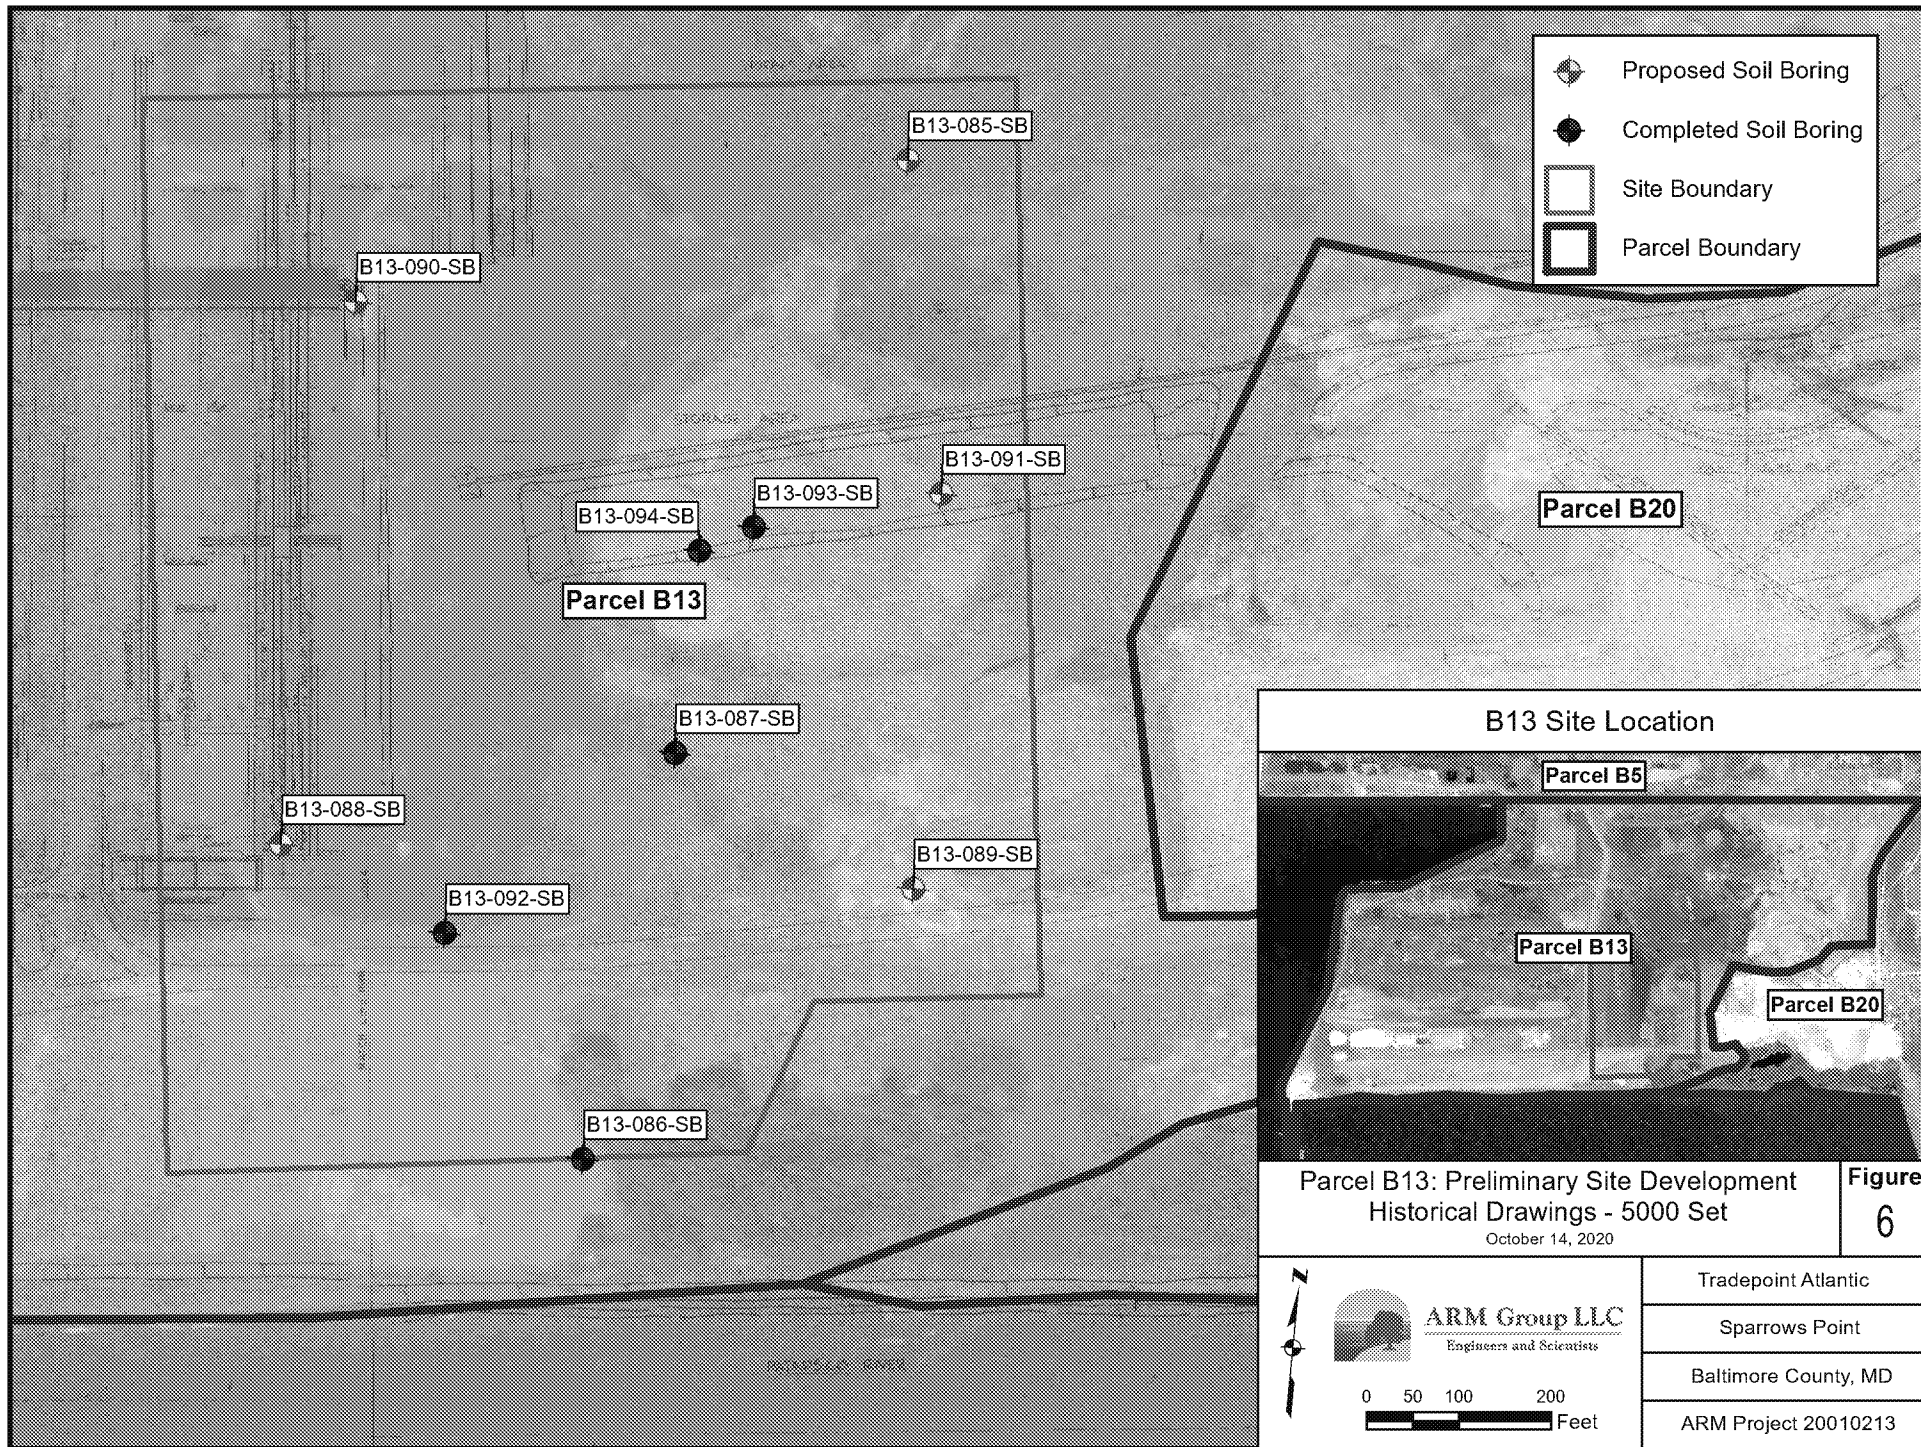 Proposed Soil Boring
Completed Soil Boring
Site Boundary
Parcel Boundary
B13-085-SB
B13-090-SB
STORAGE AREA
B13-091-SB
B13-093-SB
B13-094-SB
Parcel B20
Parcel B13
B13-087-SB
B13-088-SB
B13-089-SB
B13-092-SB
B13-086-SB
B13 Site Location
Parcel B5
Parcel B13
Parcel B20
Parcel B13: Preliminary Site Development
Historical Drawings - 5000 Set
October 14, 2020
Figure
6
N
ARM Group LLC
Engineers and Scientists
0 50 100 200
Feet
Tradepoint Atlantic
Sparrows Point
Baltimore County, MD
ARM Project 20010213